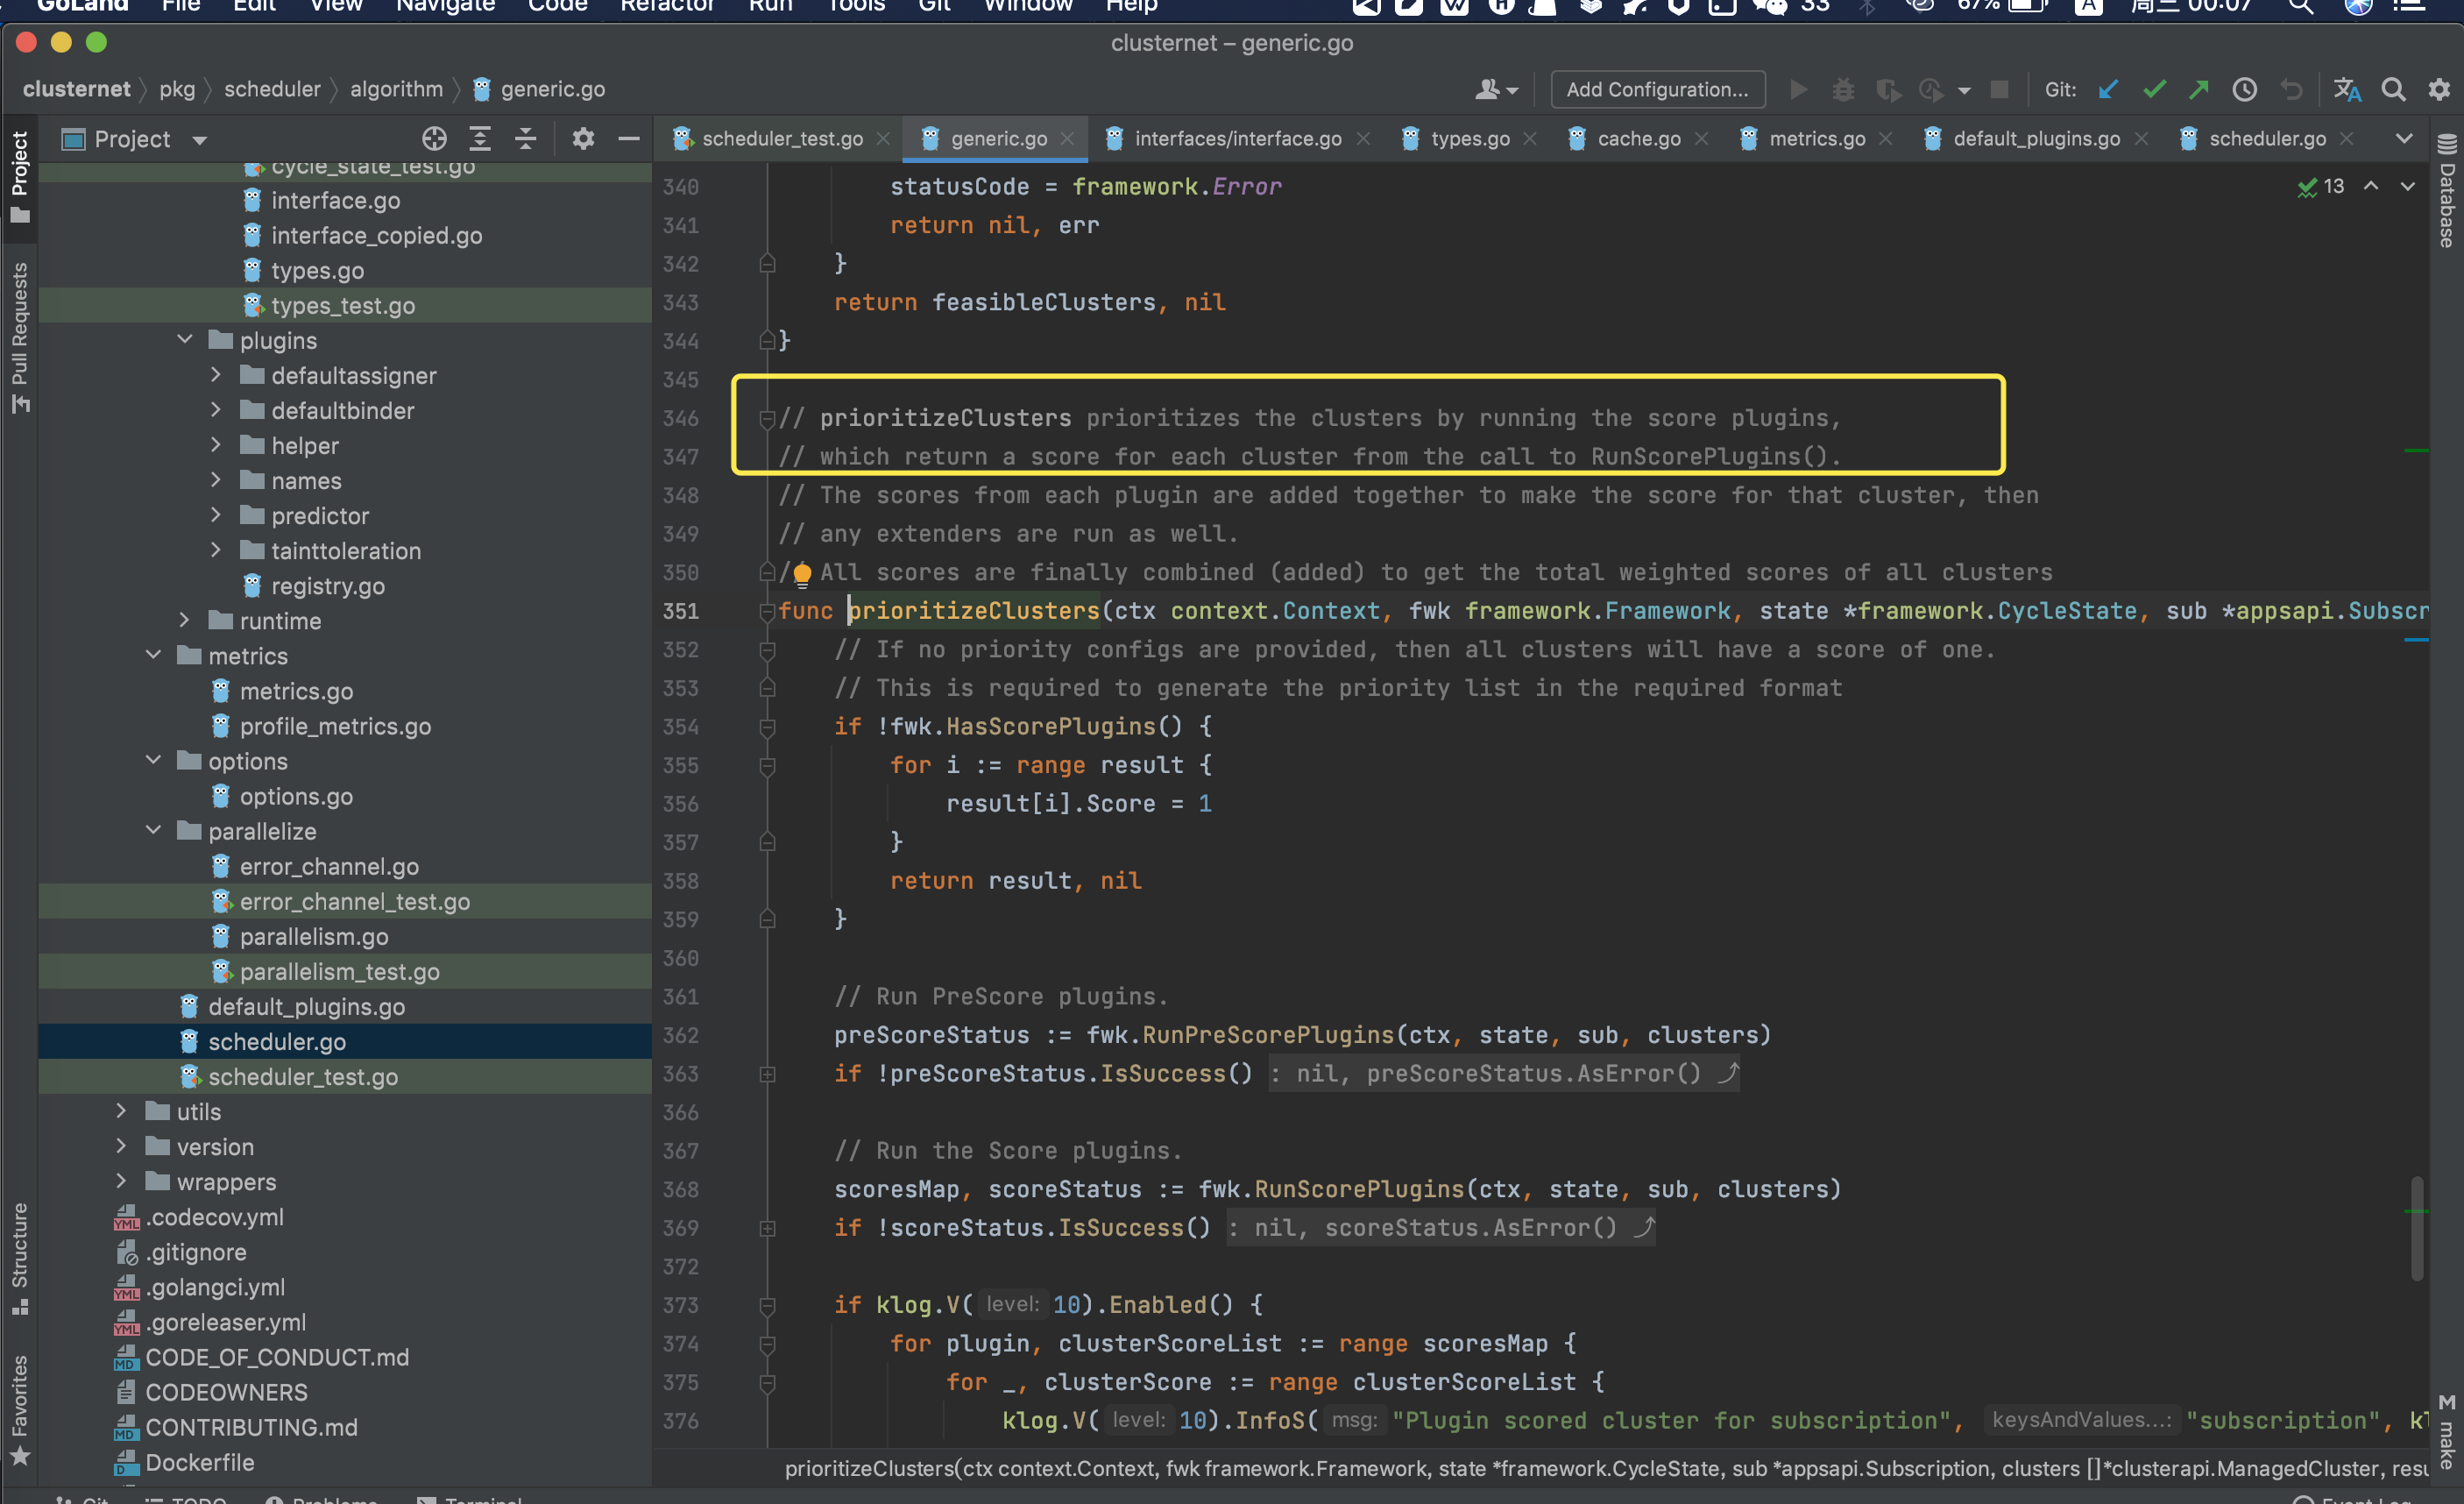 GoLand File Edit View Navigate Code Refactor Run Tools Git Window Help 33 67% A 周三 00:07
clusternet – generic.go
clusternet pkg scheduler algorithm generic.go Add Configuration... Git:
Project
scheduler_test.go generic.go interfaces/interface.go types.go cache.go metrics.go default_plugins.go scheduler.go
Project
Pull Requests
Structure
Favorites
cycle_state_test.go
interface.go
interface_copied.go
types.go
types_test.go
plugins
defaultassigner
defaultbinder
helper
names
predictor
tainttoleration
registry.go
runtime
metrics
metrics.go
profile_metrics.go
options
options.go
parallelize
error_channel.go
error_channel_test.go
parallelism.go
parallelism_test.go
default_plugins.go
scheduler.go
scheduler_test.go
utils
version
wrappers
.codecov.yml
.gitignore
.golangci.yml
.goreleaser.yml
CODE_OF_CONDUCT.md
CODEOWNERS
CONTRIBUTING.md
Dockerfile
13
340 statusCode = framework.Error
341 return nil, err
342 }
343 return feasibleClusters, nil
344 }
345
346 // prioritizeClusters prioritizes the clusters by running the score plugins,
347 // which return a score for each cluster from the call to RunScorePlugins().
348 // The scores from each plugin are added together to make the score for that cluster, then
349 // any extenders are run as well.
350 / All scores are finally combined (added) to get the total weighted scores of all clusters
351 func prioritizeClusters(ctx context.Context, fwk framework.Framework, state *framework.CycleState, sub *appsapi.Subscr
352 // If no priority configs are provided, then all clusters will have a score of one.
353 // This is required to generate the priority list in the required format
354 if !fwk.HasScorePlugins() {
355 for i := range result {
356 result[i].Score = 1
357 }
358 return result, nil
359 }
360
361 // Run PreScore plugins.
362 preScoreStatus := fwk.RunPreScorePlugins(ctx, state, sub, clusters)
363 if !preScoreStatus.IsSuccess() : nil, preScoreStatus.AsError()
366
367 // Run the Score plugins.
368 scoresMap, scoreStatus := fwk.RunScorePlugins(ctx, state, sub, clusters)
369 if !scoreStatus.IsSuccess() : nil, scoreStatus.AsError()
372
373 if klog.V( level: 10).Enabled() {
374 for plugin, clusterScoreList := range scoresMap {
375 for _, clusterScore := range clusterScoreList {
376 klog.V( level: 10).InfoS( msg: "Plugin scored cluster for subscription", keysAndValues...: "subscription", kl
prioritizeClusters(ctx context.Context, fwk framework.Framework, state *framework.CycleState, sub *appsapi.Subscription, clusters []*clusterapi.ManagedCluster, resu
Database
make
Git TODO Problems Terminal Event Log